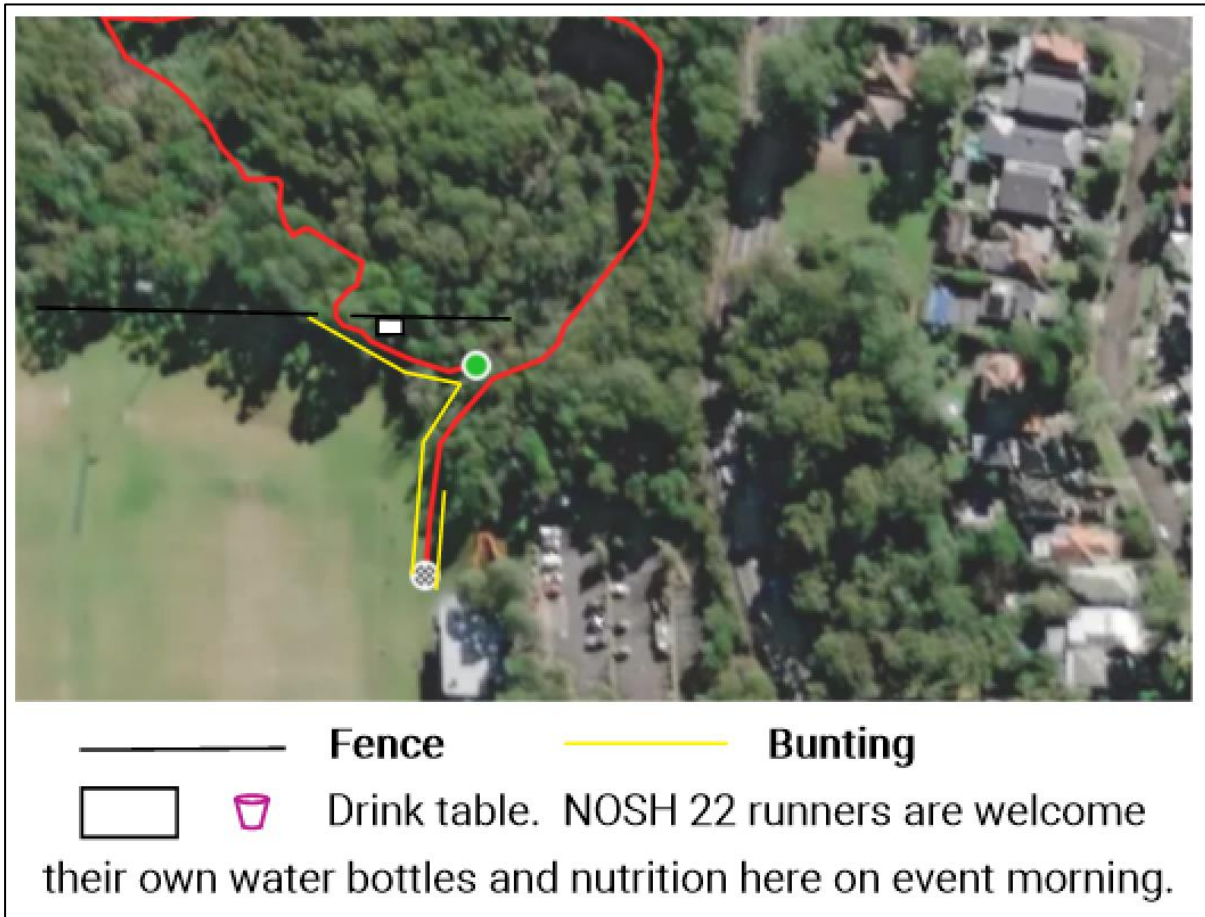 Fence Bunting
Drink table. NOSH 22 runners are welcome
their own water bottles and nutrition here on event morning.